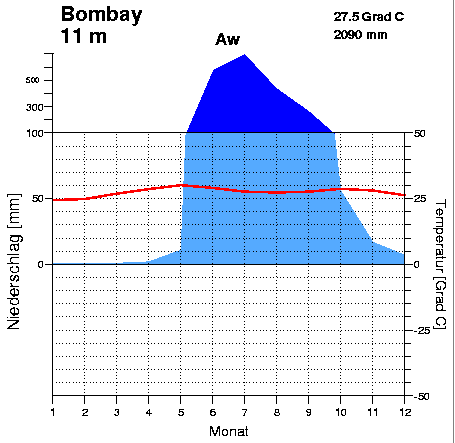 Bombay
11 m
Aw
27.5 Grad C
2090 mm
500
300
100
50
0
Niederschlag [mm]
50
25
0
-25
-50
Temperatur [Grad C]
1 2 3 4 5 6 7 8 9 10 11 12
Monat